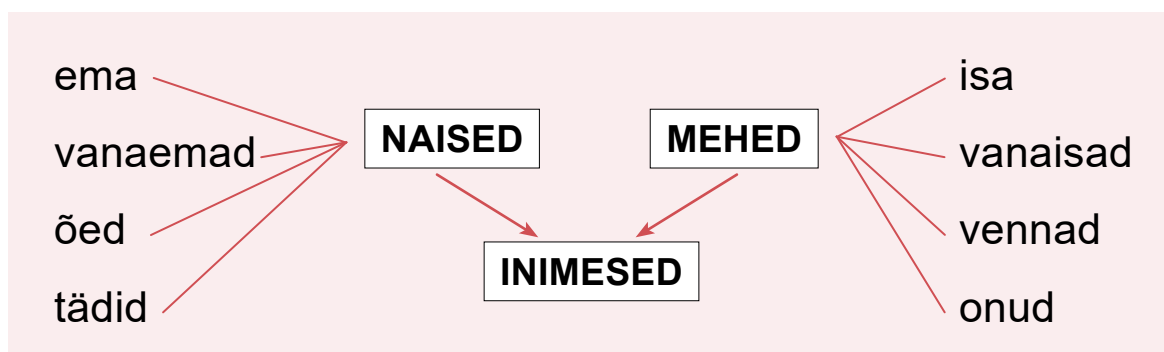 ema
vanaemad
õed
tädid
NAISED
MEHED
INIMESED
isa
vanaisad
vennad
onud